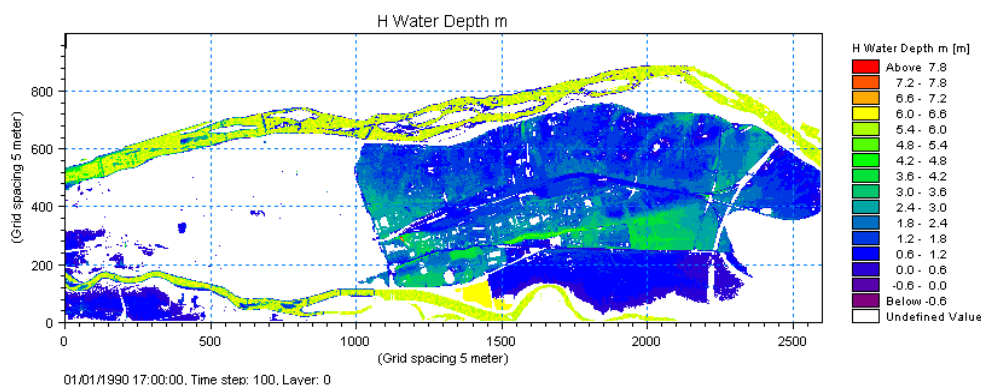 H Water Depth m
(Grid spacing 5 meter)
800
600
400
200
0
0
500
1000
1500
2000
2500
(Grid spacing 5 meter)
01/01/1990 17:00:00, Time step: 100, Layer: 0
H Water Depth m [m]
Above 7.8
7.2 - 7.8
6.6 - 7.2
6.0 - 6.6
5.4 - 6.0
4.8 - 5.4
4.2 - 4.8
3.6 - 4.2
3.0 - 3.6
2.4 - 3.0
1.8 - 2.4
1.2 - 1.8
0.6 - 1.2
0.0 - 0.6
-0.6 - 0.0
Below -0.6
Undefined Value